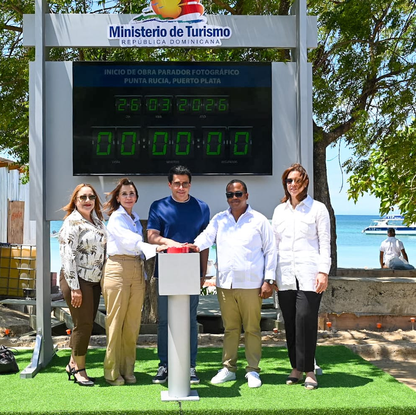 Ministerio de Turismo
REPÚBLICA DOMINICANA
INICIO DE OBRA PARADOR FOTOGRÁFICO
PUNTA RUCIA, PUERTO PLATA
26 03 2026
00:00:00